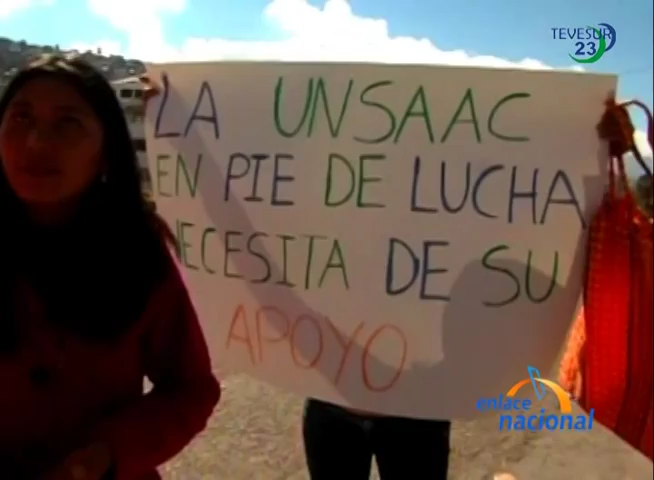 TEVESUR
23
LA UNSAAC
EN PIE DE LUCHA
NECESITA DE SU
APOYO
enlace
nacional